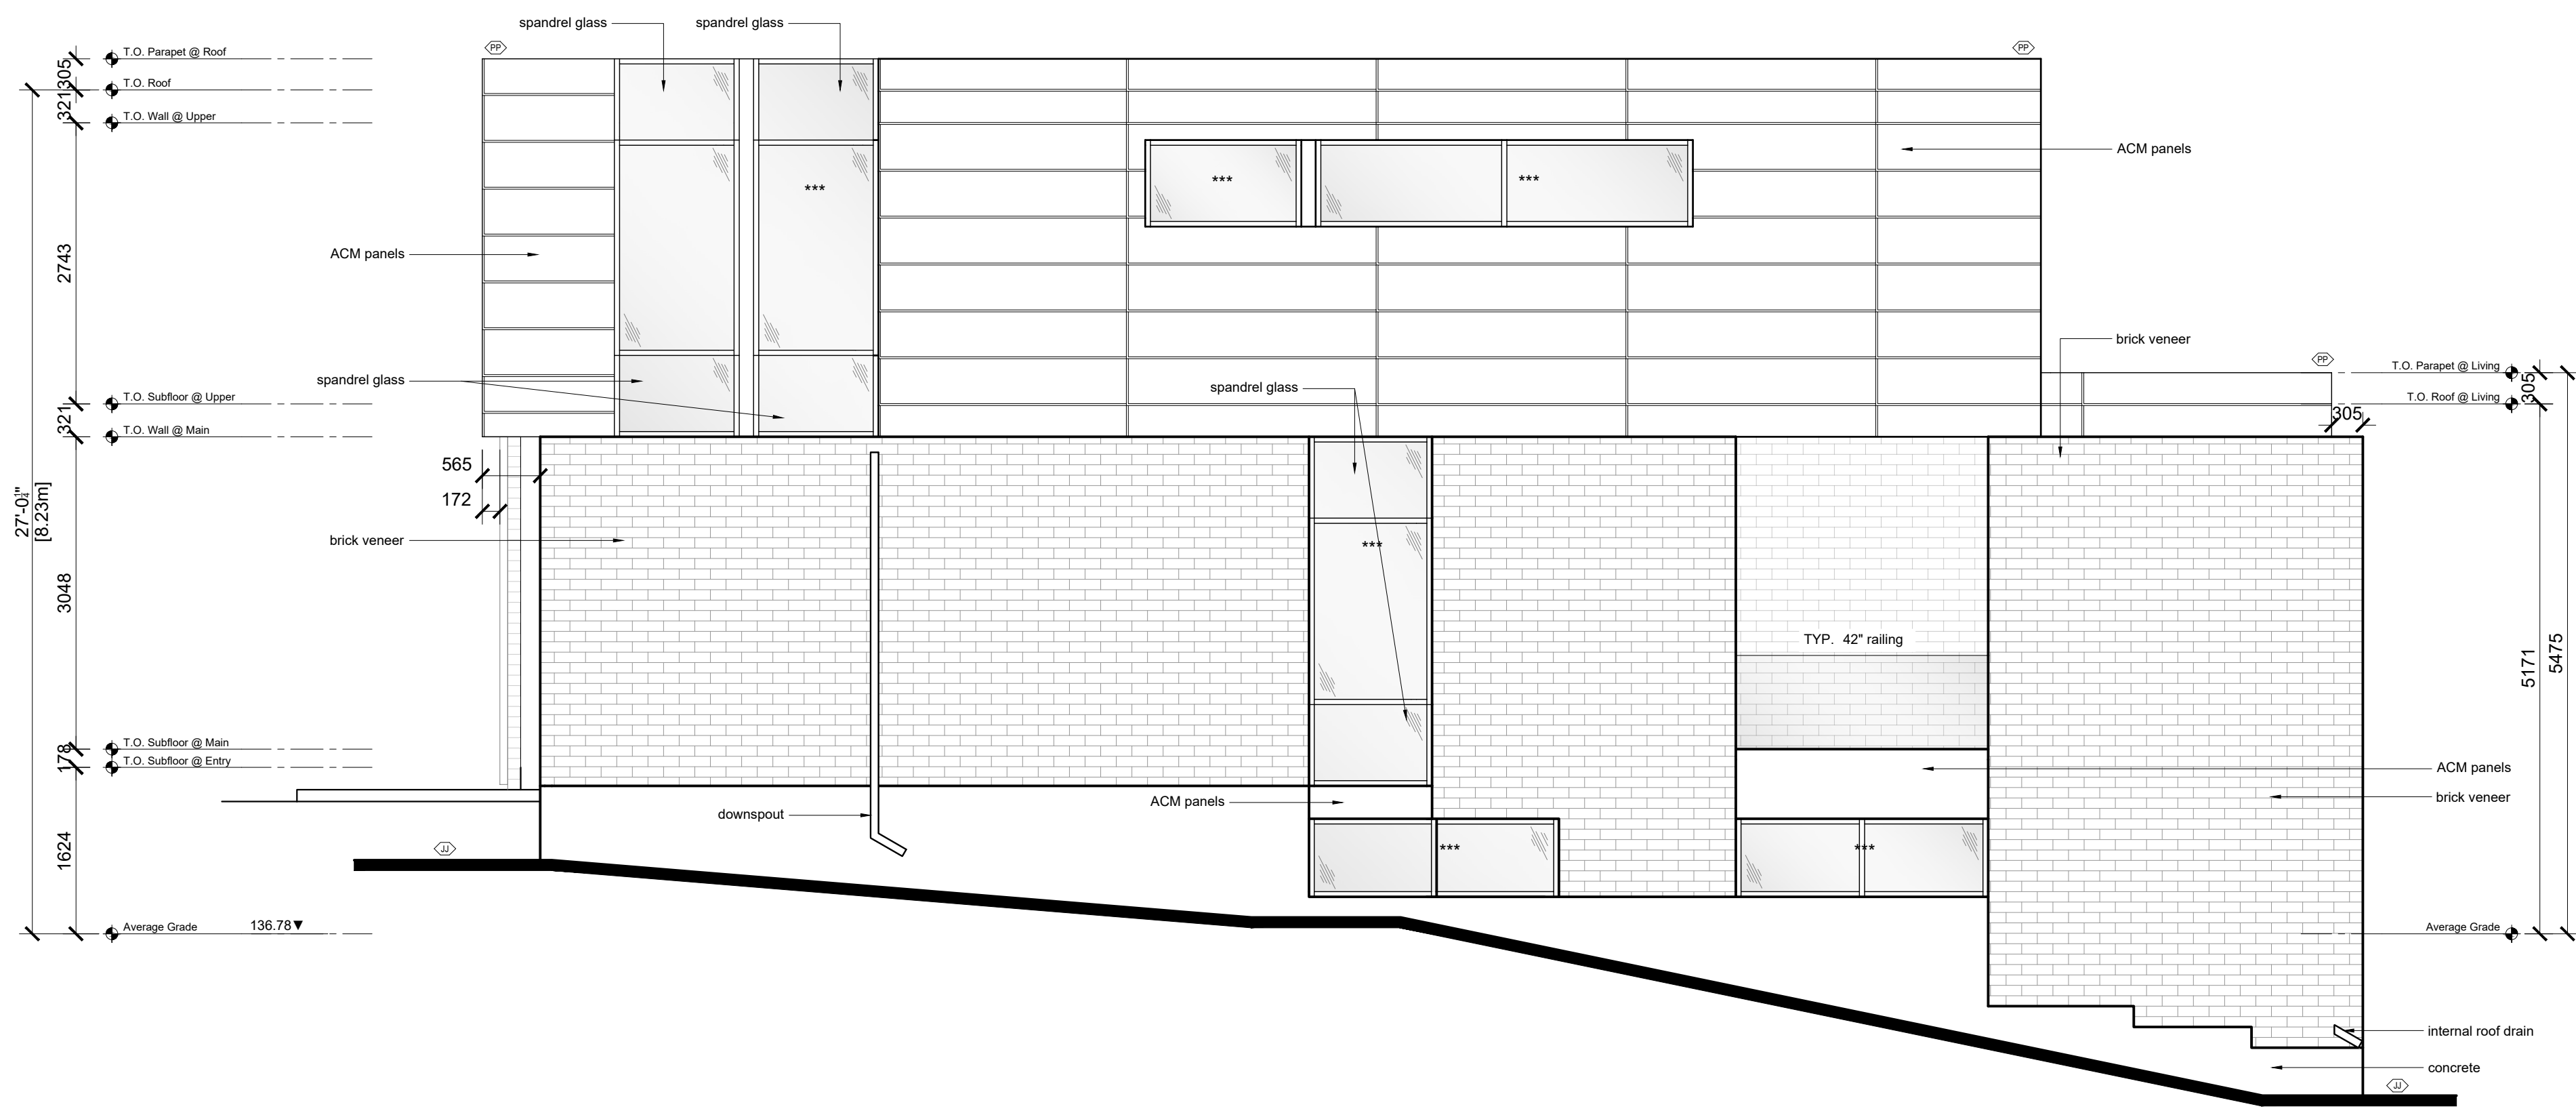 spandrel glass
spandrel glass
PP
PP
T.O. Parapet @ Roof
305
T.O. Roof
321
T.O. Wall @ Upper
ACM panels
***
***
***
2743
ACM panels
brick veneer
PP
T.O. Parapet @ Living
305
spandrel glass
spandrel glass
T.O. Subfloor @ Upper
T.O. Roof @ Living
305
321
T.O. Wall @ Main
565
172
27'-0¼"
[8.23m]
brick veneer
***
3048
TYP. 42" railing
5171
5475
T.O. Subfloor @ Main
178
T.O. Subfloor @ Entry
ACM panels
brick veneer
ACM panels
downspout
1624
JJ
***
***
Average Grade 136.78▼
Average Grade
internal roof drain
concrete
JJ